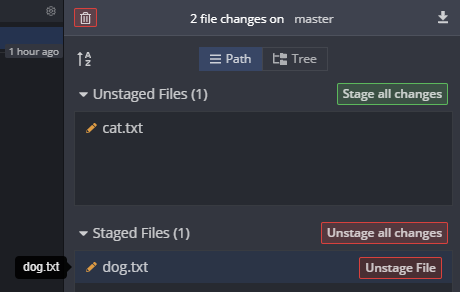 2 file changes on master
1 hour ago
A Z
Path Tree
Unstaged Files (1) Stage all changes
cat.txt
Staged Files (1) Unstage all changes
dog.txt dog.txt Unstage File